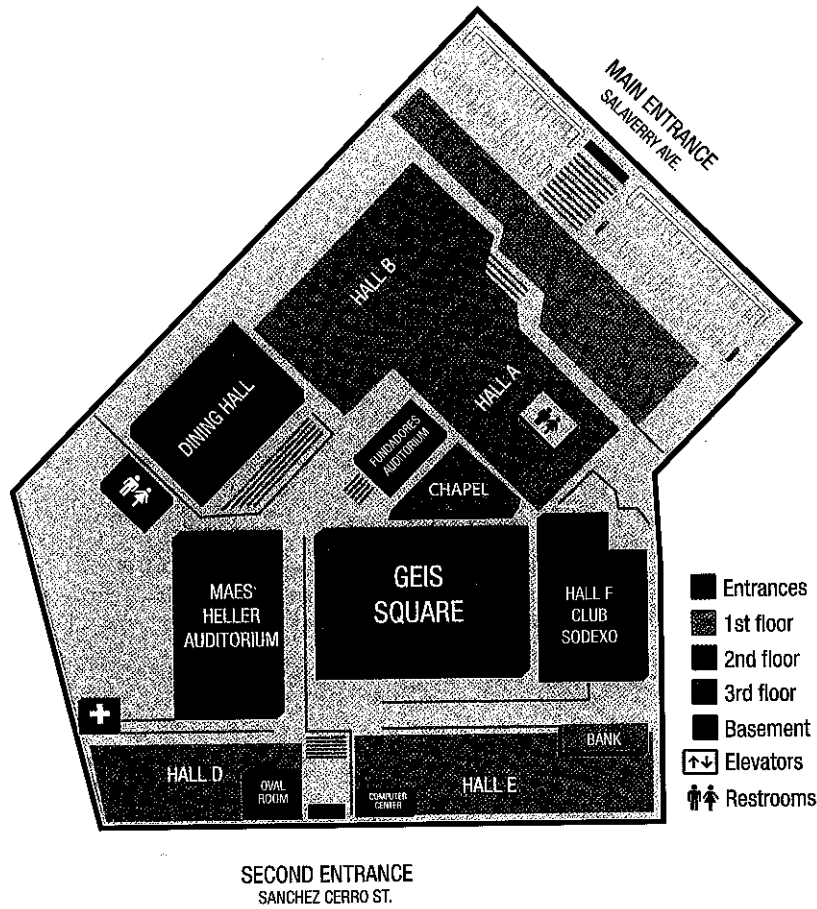 MAIN ENTRANCE
SALAVERRY AVE.
HALL B
HALL A
DINING HALL
FUNDADORES
AUDITORIUM
CHAPEL
MAES
HELLER
AUDITORIUM
GEIS
SQUARE
HALL F
CLUB
SODEXO
Entrances
1st floor
2nd floor
3rd floor
Basement
Elevators
Restrooms
HALL D
OVAL
ROOM
COMPUTER
CENTER
HALL E
BANK
SECOND ENTRANCE
SANCHEZ CERRO ST.